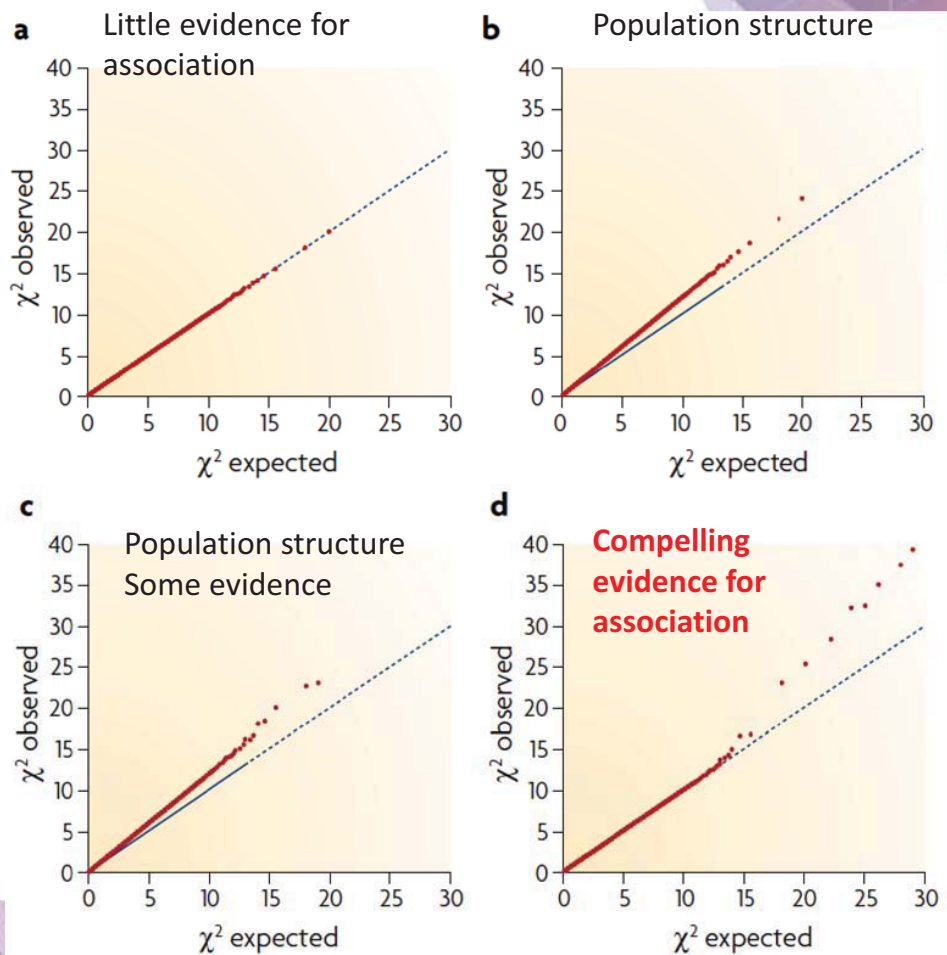 a
Little evidence for
association
40
35
30
25
20
15
10
5
0
χ² observed
0 5 10 15 20 25 30
χ² expected
b
Population structure
40
35
30
25
20
15
10
5
0
χ² observed
0 5 10 15 20 25 30
χ² expected
c
Population structure
Some evidence
40
35
30
25
20
15
10
5
0
χ² observed
0 5 10 15 20 25 30
χ² expected
d
Compelling
evidence for
association
40
35
30
25
20
15
10
5
0
χ² observed
0 5 10 15 20 25 30
χ² expected